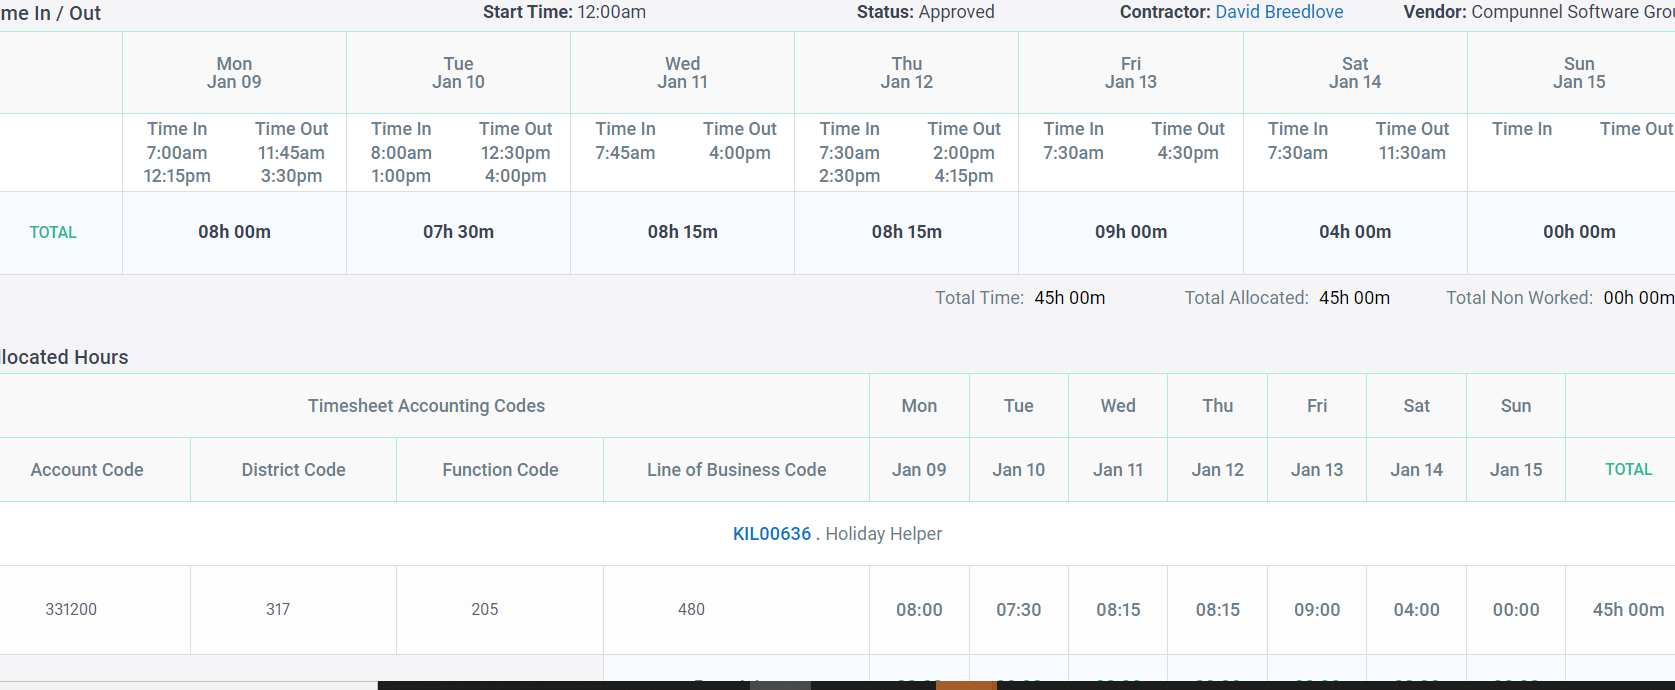 me In / Out Start Time: 12:00am Status: Approved Contractor: David Breedlove Vendor: Compunnel Software Grou
Mon Tue Wed Thu Fri Sat Sun
Jan 09 Jan 10 Jan 11 Jan 12 Jan 13 Jan 14 Jan 15
Time In Time Out Time In Time Out Time In Time Out Time In Time Out Time In Time Out Time In Time Out Time In Time Out
7:00am 11:45am 8:00am 12:30pm 7:45am 4:00pm 7:30am 2:00pm 7:30am 4:30pm 7:30am 11:30am
12:15pm 3:30pm 1:00pm 4:00pm 2:30pm 4:15pm
TOTAL 08h 00m 07h 30m 08h 15m 08h 15m 09h 00m 04h 00m 00h 00m
Total Time: 45h 00m Total Allocated: 45h 00m Total Non Worked: 00h 00m
llocated Hours
Timesheet Accounting Codes Mon Tue Wed Thu Fri Sat Sun
Account Code District Code Function Code Line of Business Code Jan 09 Jan 10 Jan 11 Jan 12 Jan 13 Jan 14 Jan 15 TOTAL
KIL00636 . Holiday Helper
331200 317 205 480 08:00 07:30 08:15 08:15 09:00 04:00 00:00 45h 00m